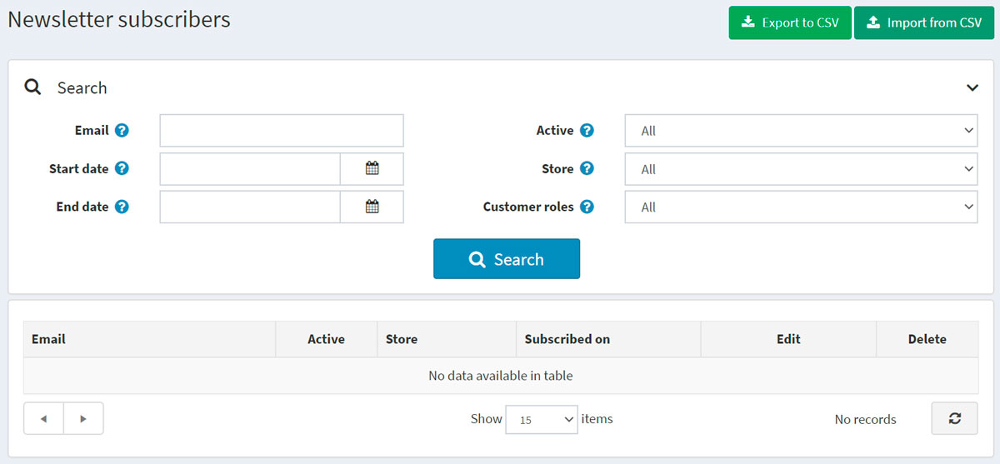 Newsletter subscribers
Export to CSV
Import from CSV
Search
Email ?
Active ?
All
Start date ?
Store ?
All
End date ?
Customer roles ?
All
Search
Email Active Store Subscribed on Edit Delete
No data available in table
Show 15 items
No records